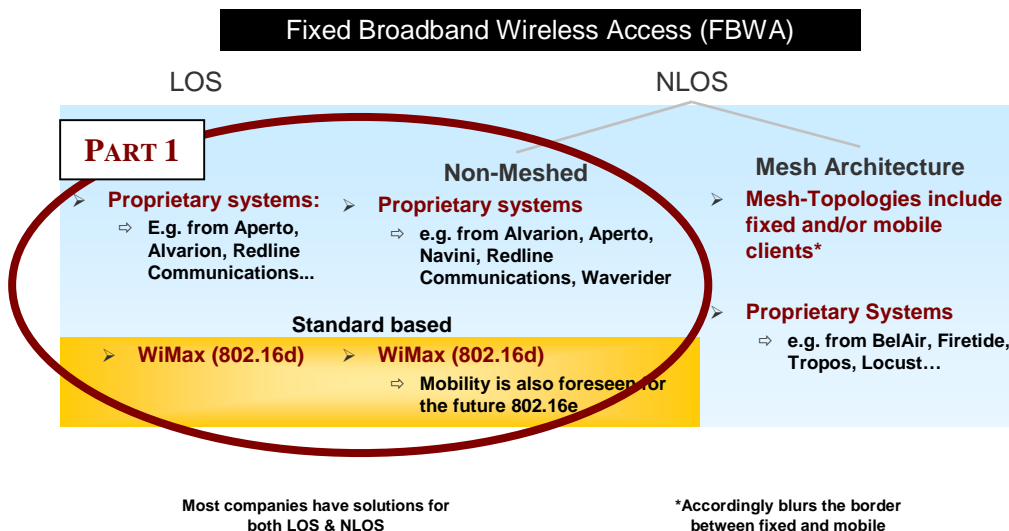 Fixed Broadband Wireless Access (FBWA)
LOS
NLOS
PART 1
Non-Meshed
Mesh Architecture
➢ Proprietary systems:
⇨ E.g. from Aperto,
Alvarion, Redline
Communications...
➢ Proprietary systems
⇨ e.g. from Alvarion, Aperto,
Navini, Redline
Communications, Waverider
➢ Mesh-Topologies include
fixed and/or mobile
clients*
➢ Proprietary Systems
⇨ e.g. from BelAir, Firetide,
Tropos, Locust…
Standard based
➢ WiMax (802.16d)
➢ WiMax (802.16d)
⇨ Mobility is also foreseen for
the future 802.16e
Most companies have solutions for
both LOS & NLOS
*Accordingly blurs the border
between fixed and mobile